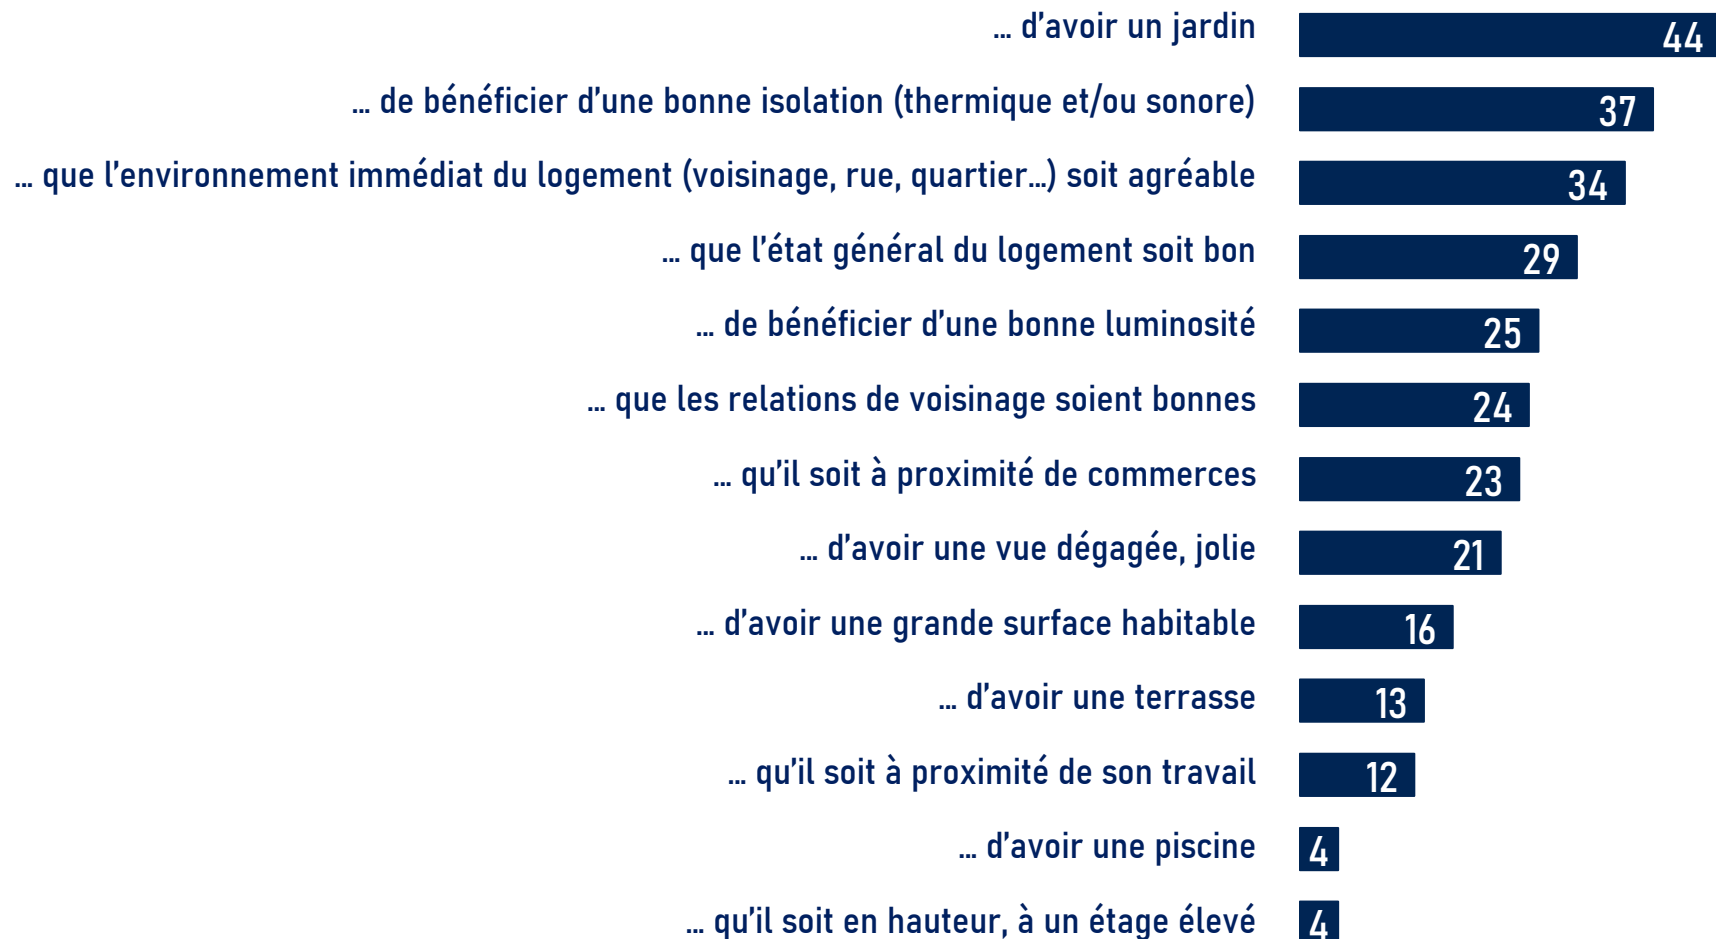 … d’avoir un jardin 44
… de bénéficier d’une bonne isolation (thermique et/ou sonore) 37
… que l’environnement immédiat du logement (voisinage, rue, quartier…) soit agréable 34
… que l’état général du logement soit bon 29
… de bénéficier d’une bonne luminosité 25
… que les relations de voisinage soient bonnes 24
… qu’il soit à proximité de commerces 23
… d’avoir une vue dégagée, jolie 21
… d’avoir une grande surface habitable 16
… d’avoir une terrasse 13
… qu’il soit à proximité de son travail 12
… d’avoir une piscine 4
… qu’il soit en hauteur, à un étage élevé 4